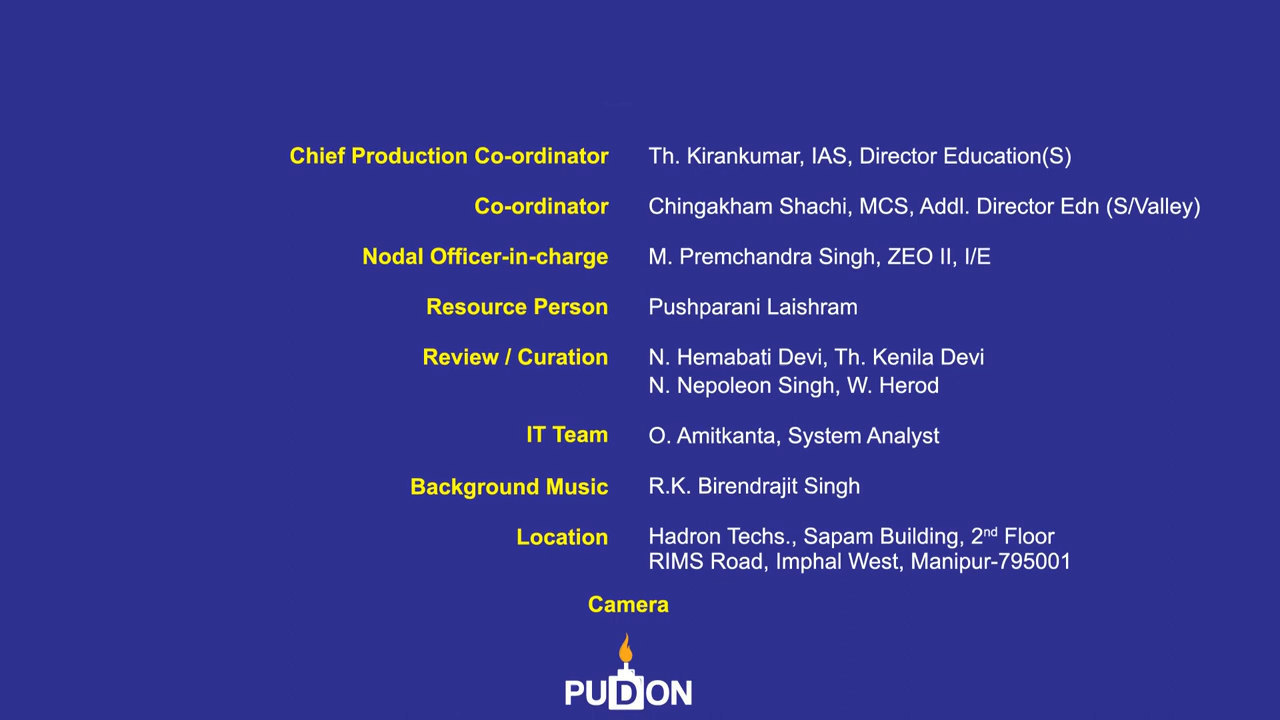 Chief Production Co-ordinator Th. Kirankumar, IAS, Director Education(S)
Co-ordinator Chingakham Shachi, MCS, Addl. Director Edn (S/Valley)
Nodal Officer-in-charge M. Premchandra Singh, ZEO II, I/E
Resource Person Pushparani Laishram
Review / Curation N. Hemabati Devi, Th. Kenila Devi
N. Nepoleon Singh, W. Herod
IT Team O. Amitkanta, System Analyst
Background Music R.K. Birendrajit Singh
Location Hadron Techs., Sapam Building, 2nd Floor
RIMS Road, Imphal West, Manipur-795001
Camera
PUDON